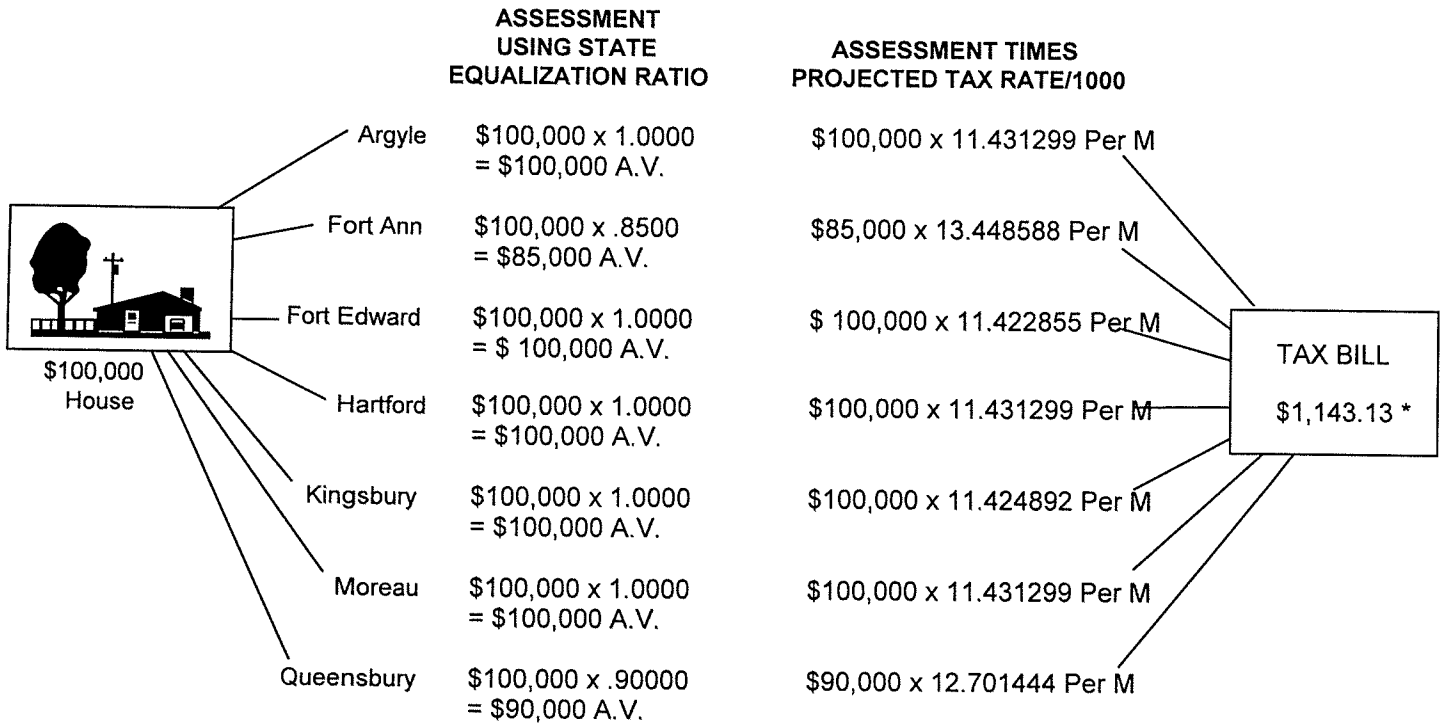 ASSESSMENT
USING STATE
EQUALIZATION RATIO
ASSESSMENT TIMES
PROJECTED TAX RATE/1000
Argyle $100,000 x 1.0000 $100,000 x 11.431299 Per M
= $100,000 A.V.
Fort Ann $100,000 x .8500 $85,000 x 13.448588 Per M
= $85,000 A.V.
Fort Edward $100,000 x 1.0000 $ 100,000 x 11.422855 Per M
= $ 100,000 A.V.
TAX BILL
$100,000
House
Hartford $100,000 x 1.0000 $100,000 x 11.431299 Per M $1,143.13 *
= $100,000 A.V.
Kingsbury $100,000 x 1.0000 $100,000 x 11.424892 Per M
= $100,000 A.V.
Moreau $100,000 x 1.0000 $100,000 x 11.431299 Per M
= $100,000 A.V.
Queensbury $100,000 x .90000 $90,000 x 12.701444 Per M
= $90,000 A.V.